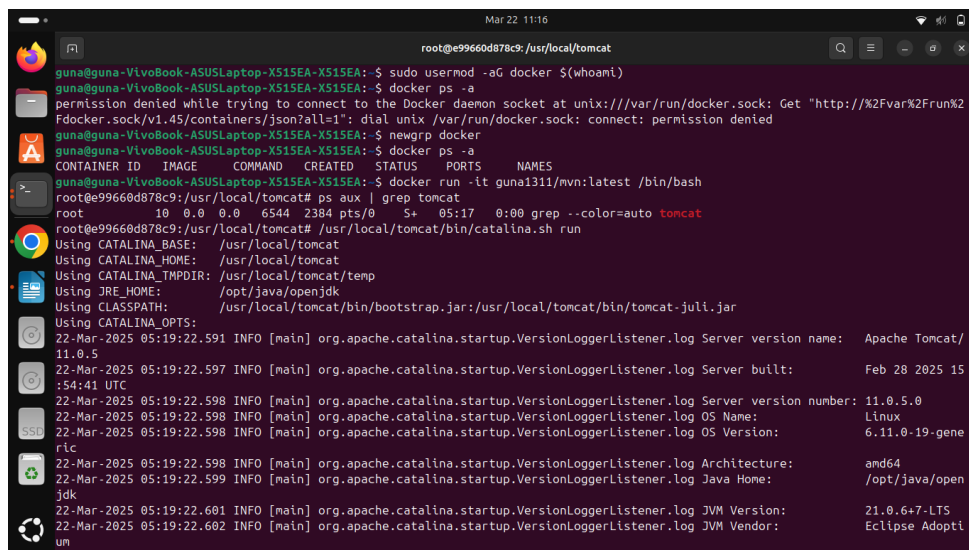 Mar 22 11:16
root@e99660d878c9: /usr/local/tomcat
guna@guna-VivoBook-ASUSLaptop-X515EA-X515EA:~$ sudo usermod -aG docker $(whoami)
guna@guna-VivoBook-ASUSLaptop-X515EA-X515EA:~$ docker ps -a
permission denied while trying to connect to the Docker daemon socket at unix:///var/run/docker.sock: Get "http://%2Fvar%2Frun%2
Fdocker.sock/v1.45/containers/json?all=1": dial unix /var/run/docker.sock: connect: permission denied
guna@guna-VivoBook-ASUSLaptop-X515EA-X515EA:~$ newgrp docker
guna@guna-VivoBook-ASUSLaptop-X515EA-X515EA:~$ docker ps -a
CONTAINER ID   IMAGE     COMMAND   CREATED   STATUS    PORTS     NAMES
guna@guna-VivoBook-ASUSLaptop-X515EA-X515EA:~$ docker run -it guna1311/mvn:latest /bin/bash
root@e99660d878c9:/usr/local/tomcat# ps aux | grep tomcat
root          10  0.0  0.0   6544  2384 pts/0    S+   05:17   0:00 grep --color=auto tomcat
root@e99660d878c9:/usr/local/tomcat# /usr/local/tomcat/bin/catalina.sh run
Using CATALINA_BASE:   /usr/local/tomcat
Using CATALINA_HOME:   /usr/local/tomcat
Using CATALINA_TMPDIR: /usr/local/tomcat/temp
Using JRE_HOME:        /opt/java/openjdk
Using CLASSPATH:       /usr/local/tomcat/bin/bootstrap.jar:/usr/local/tomcat/bin/tomcat-juli.jar
Using CATALINA_OPTS:
22-Mar-2025 05:19:22.591 INFO [main] org.apache.catalina.startup.VersionLoggerListener.log Server version name:   Apache Tomcat/
11.0.5
22-Mar-2025 05:19:22.597 INFO [main] org.apache.catalina.startup.VersionLoggerListener.log Server built:          Feb 28 2025 15
:54:41 UTC
22-Mar-2025 05:19:22.598 INFO [main] org.apache.catalina.startup.VersionLoggerListener.log Server version number: 11.0.5.0
22-Mar-2025 05:19:22.598 INFO [main] org.apache.catalina.startup.VersionLoggerListener.log OS Name:               Linux
22-Mar-2025 05:19:22.598 INFO [main] org.apache.catalina.startup.VersionLoggerListener.log OS Version:            6.11.0-19-gene
ric
22-Mar-2025 05:19:22.598 INFO [main] org.apache.catalina.startup.VersionLoggerListener.log Architecture:          amd64
22-Mar-2025 05:19:22.599 INFO [main] org.apache.catalina.startup.VersionLoggerListener.log Java Home:             /opt/java/open
jdk
22-Mar-2025 05:19:22.601 INFO [main] org.apache.catalina.startup.VersionLoggerListener.log JVM Version:           21.0.6+7-LTS
22-Mar-2025 05:19:22.602 INFO [main] org.apache.catalina.startup.VersionLoggerListener.log JVM Vendor:            Eclipse Adopti
um
SSD